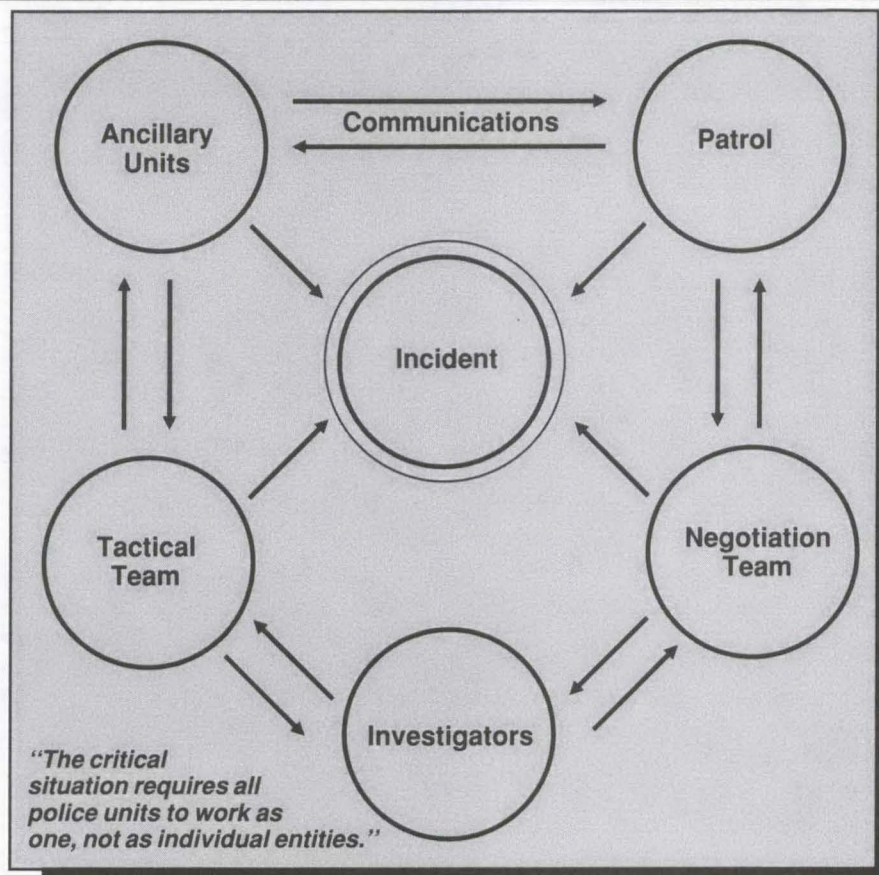 Ancillary
Units
Communications
Patrol
Incident
Tactical
Team
Negotiation
Team
Investigators
“The critical
situation requires all
police units to work as
one, not as individual entities.”